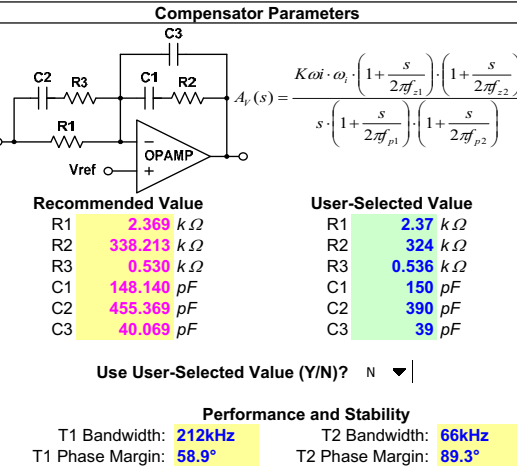 Compensator Parameters
C3
C2 R3 C1 R2
R1
OPAMP
Vref
−
+
A_V(s) = Kωi · ω_i · (1 + s / 2πf_z1) · (1 + s / 2πf_z2) / s · (1 + s / 2πf_p1) · (1 + s / 2πf_p2)
Recommended Value User-Selected Value
R1 2.369 kΩ R1 2.37 kΩ
R2 338.213 kΩ R2 324 kΩ
R3 0.530 kΩ R3 0.536 kΩ
C1 148.140 pF C1 150 pF
C2 455.369 pF C2 390 pF
C3 40.069 pF C3 39 pF
Use User-Selected Value (Y/N)? N
Performance and Stability
T1 Bandwidth: 212kHz T2 Bandwidth: 66kHz
T1 Phase Margin: 58.9° T2 Phase Margin: 89.3°